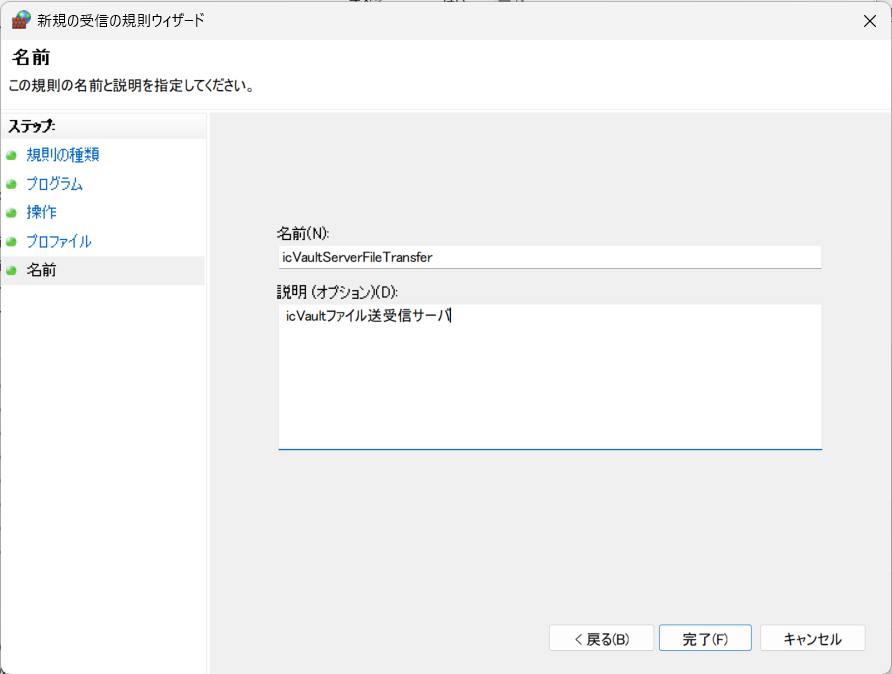 新規の受信の規則ウィザード
名前
この規則の名前と説明を指定してください。
ステップ:
規則の種類
プログラム
操作
プロファイル
名前
名前(N):
icVaultServerFileTransfer
説明 (オプション)(D):
icVaultファイル送受信サーバ
< 戻る(B)
完了(F)
キャンセル